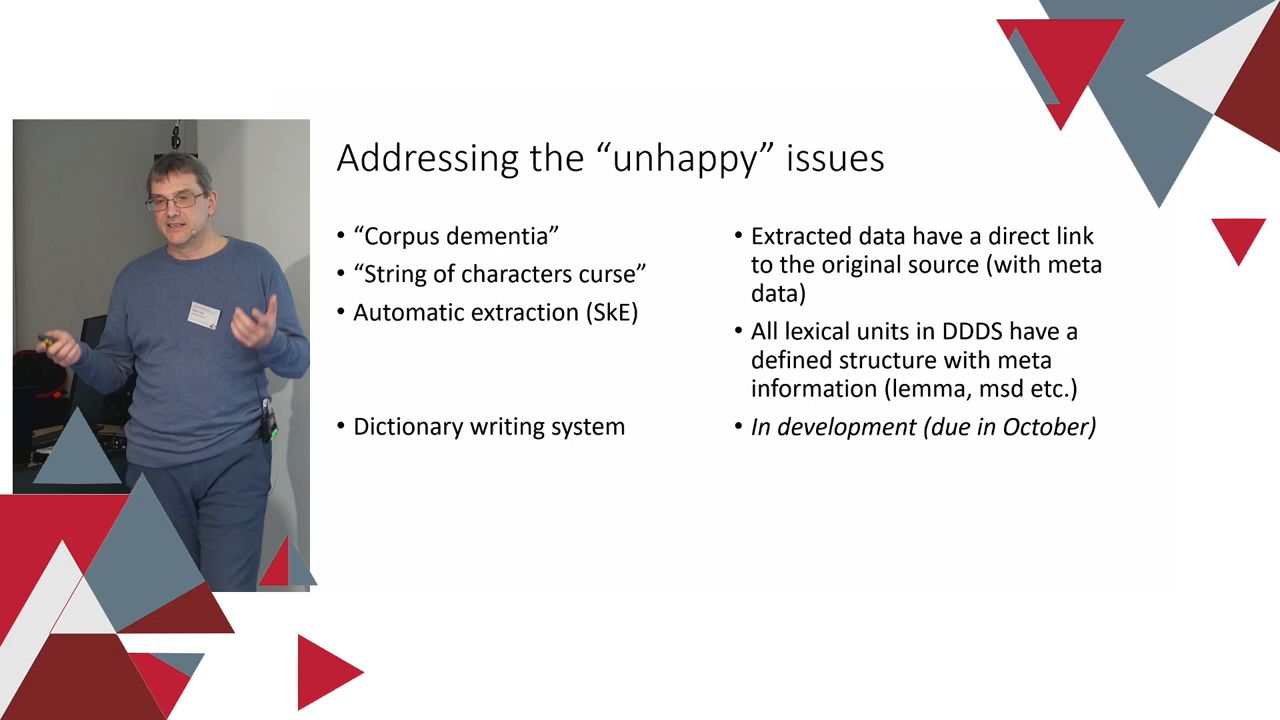 Addressing the “unhappy” issues
• “Corpus dementia”
• “String of characters curse”
• Automatic extraction (SkE)
• Dictionary writing system
• Extracted data have a direct link
to the original source (with meta
data)
• All lexical units in DDDS have a
defined structure with meta
information (lemma, msd etc.)
• In development (due in October)